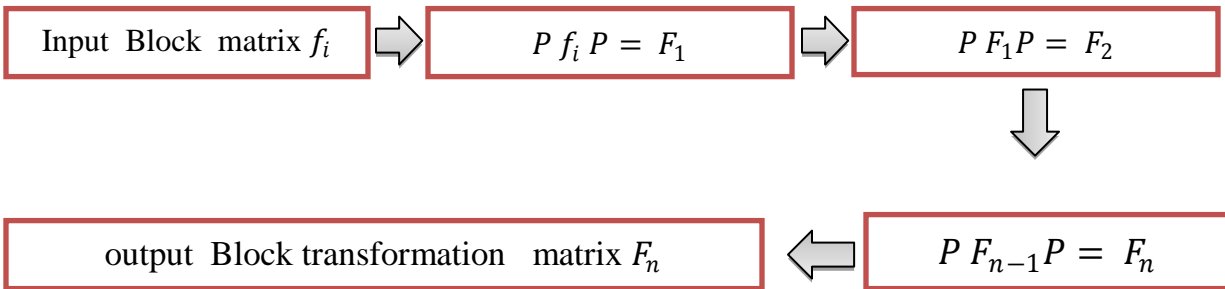 Input Block matrix 𝑓ᵢ
𝑃 𝑓ᵢ 𝑃 = 𝐹₁
𝑃 𝐹₁𝑃 = 𝐹₂
𝑃 𝐹ₙ₋₁𝑃 = 𝐹ₙ
output Block transformation matrix 𝐹ₙ